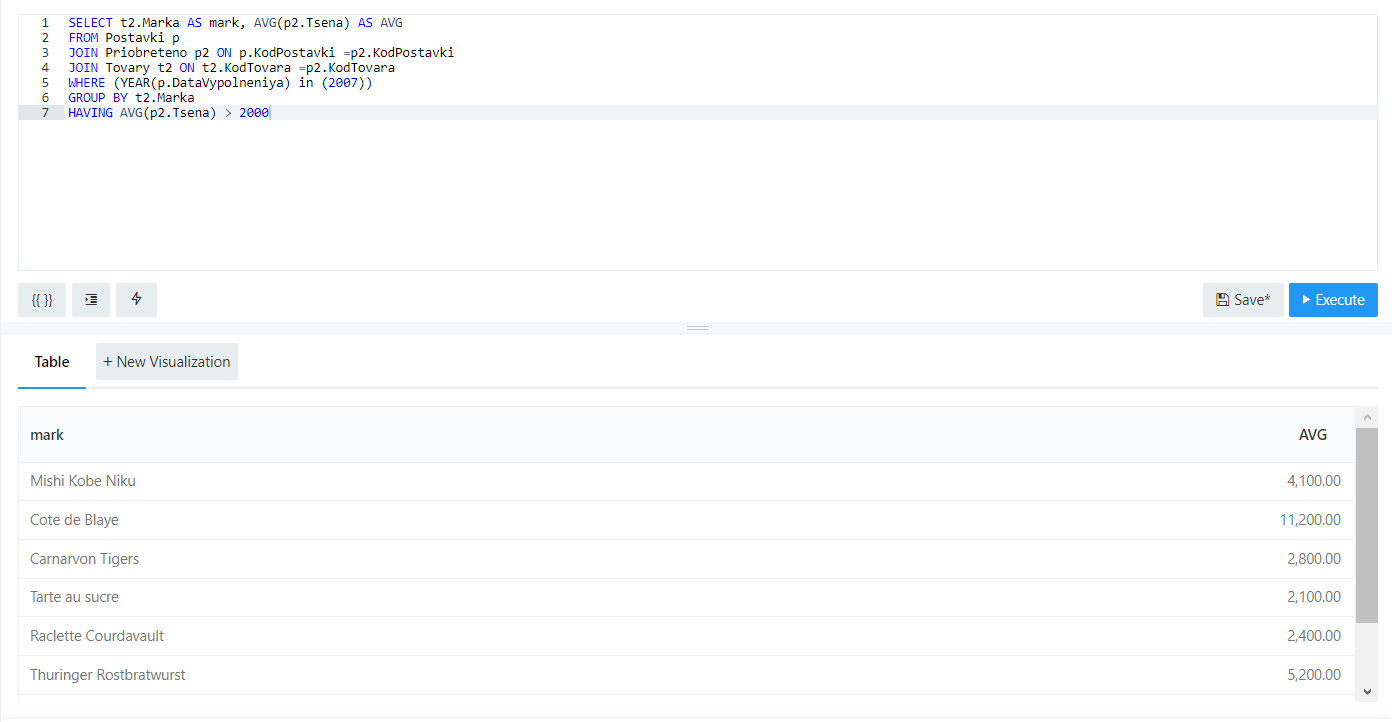 1 SELECT t2.Marka AS mark, AVG(p2.Tsena) AS AVG
2 FROM Postavki p
3 JOIN Priobreteno p2 ON p.KodPostavki =p2.KodPostavki
4 JOIN Tovary t2 ON t2.KodTovara =p2.KodTovara
5 WHERE (YEAR(p.DataVypolneniya) in (2007))
6 GROUP BY t2.Marka
7 HAVING AVG(p2.Tsena) > 2000
{{ }} Save* Execute
Table + New Visualization
mark AVG
Mishi Kobe Niku 4,100.00
Cote de Blaye 11,200.00
Carnarvon Tigers 2,800.00
Tarte au sucre 2,100.00
Raclette Courdavault 2,400.00
Thuringer Rostbratwurst 5,200.00